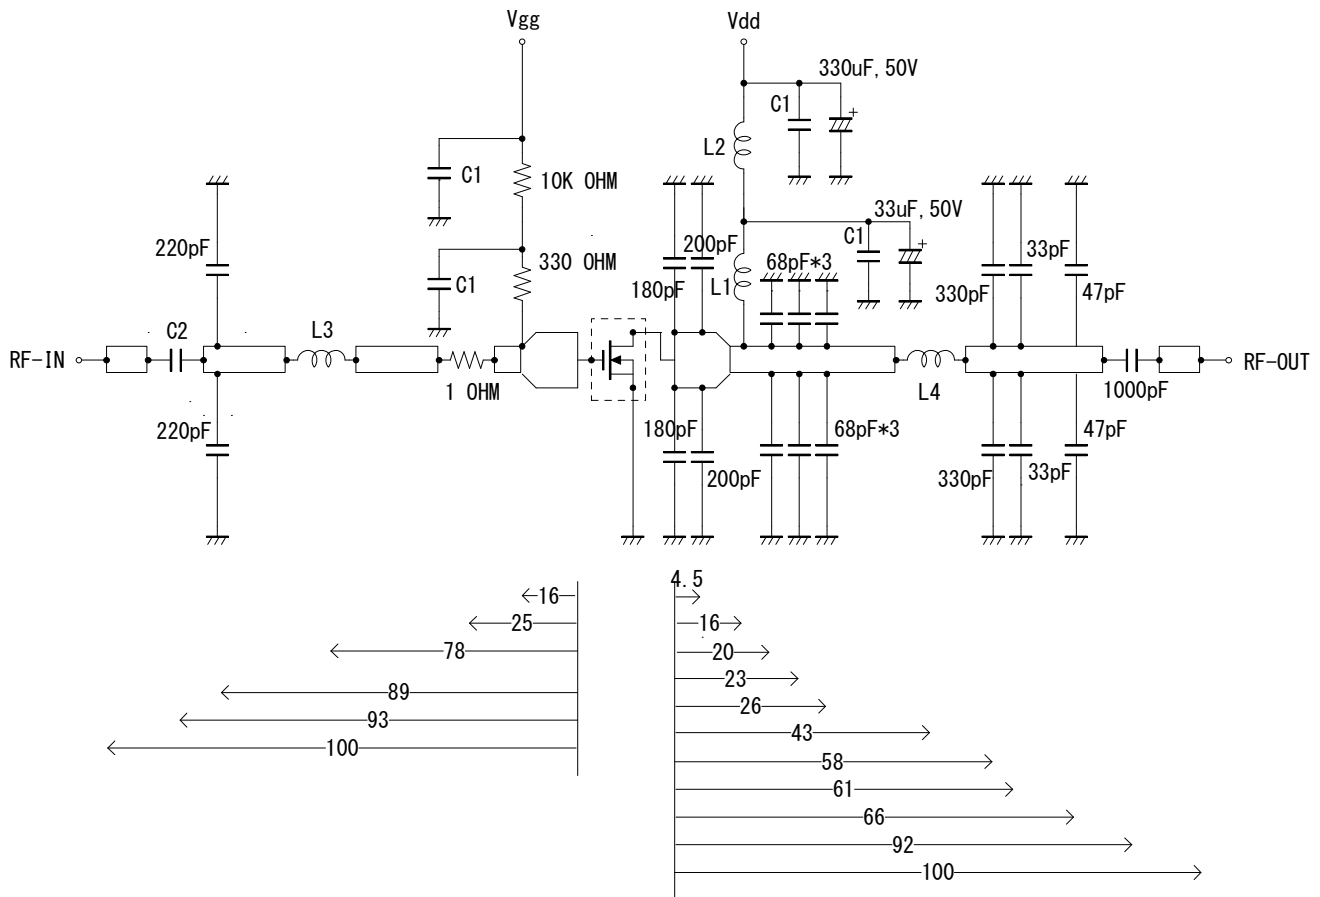 Vgg
Vdd
330uF,50V
C1
+
L2
C1
10K OHM
33uF,50V
C1
+
220pF
200pF
330 OHM
68pF*3
33pF
C1
180pF
L1
330pF
47pF
C2
L3
RF-IN
RF-OUT
1 OHM
L4
1000pF
220pF
180pF
68pF*3
47pF
200pF
330pF
33pF
4.5
16
25
16
78
20
23
89
26
93
43
100
58
61
66
92
100